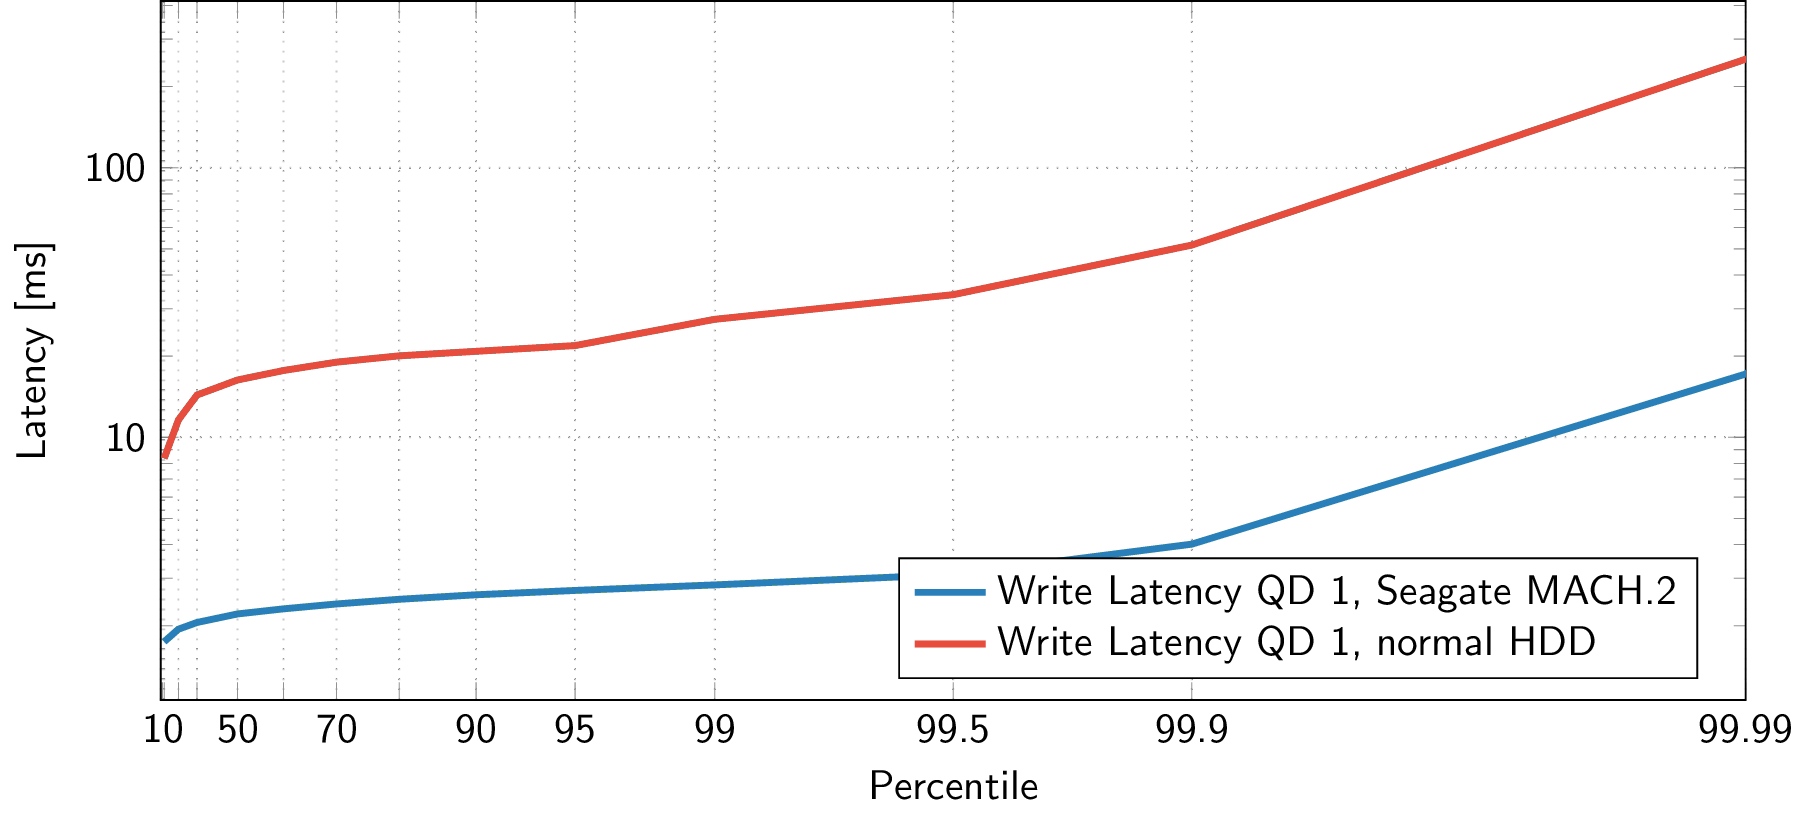 Latency [ms]
100
10
Write Latency QD 1, Seagate MACH.2
Write Latency QD 1, normal HDD
10 50 70 90 95 99 99.5 99.9 99.99
Percentile